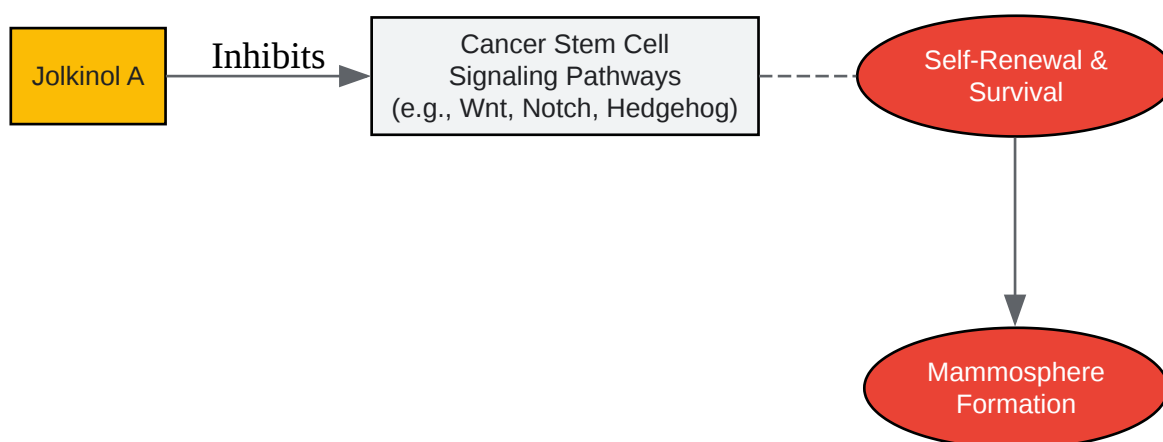 Jolkinol A
Inhibits
Cancer Stem Cell
Signaling Pathways
(e.g., Wnt, Notch, Hedgehog)
Self-Renewal &
Survival
Mammosphere
Formation